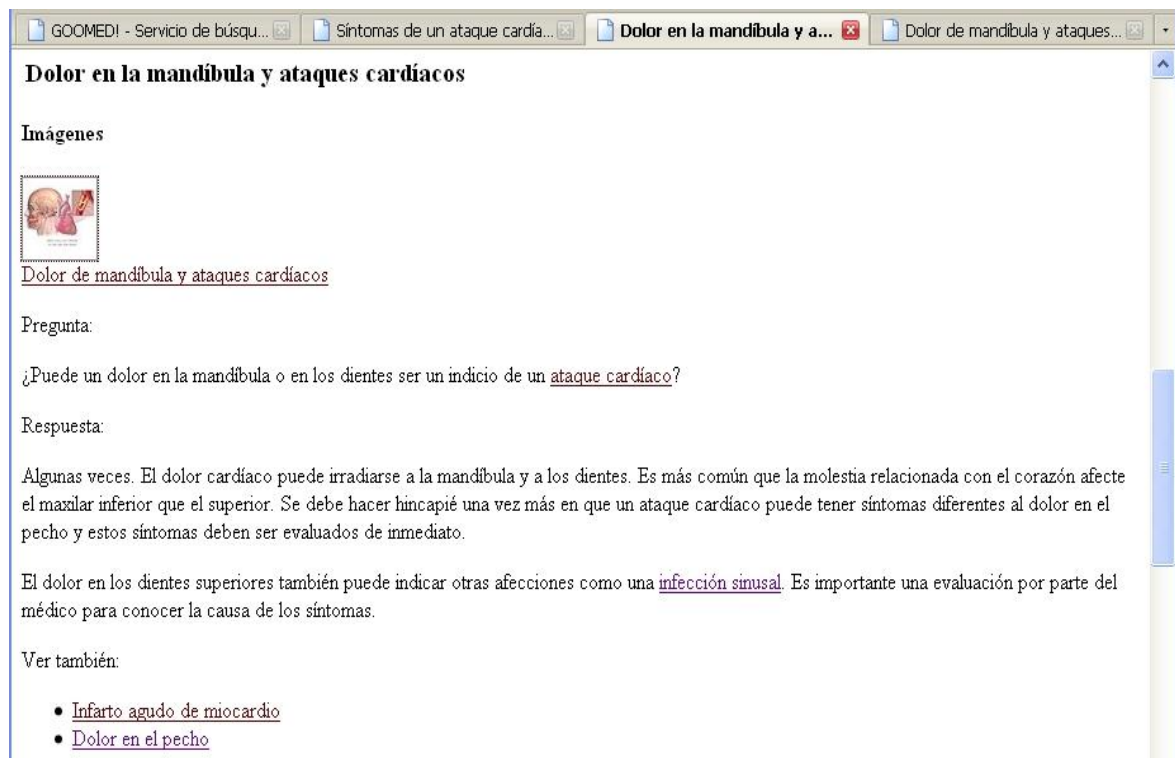 GOOMED! - Servicio de búsqu...
Síntomas de un ataque cardía...
Dolor en la mandíbula y a...
Dolor de mandíbula y ataques...
Dolor en la mandíbula y ataques cardíacos
Imágenes
Dolor de mandíbula y ataques cardíacos
Pregunta:
¿Puede un dolor en la mandíbula o en los dientes ser un indicio de un ataque cardíaco?
Respuesta:
Algunas veces. El dolor cardíaco puede irradiarse a la mandíbula y a los dientes. Es más común que la molestia relacionada con el corazón afecte
el maxilar inferior que el superior. Se debe hacer hincapié una vez más en que un ataque cardíaco puede tener síntomas diferentes al dolor en el
pecho y estos síntomas deben ser evaluados de inmediato.
El dolor en los dientes superiores también puede indicar otras afecciones como una infección sinusal. Es importante una evaluación por parte del
médico para conocer la causa de los síntomas.
Ver también:
Infarto agudo de miocardio
Dolor en el pecho